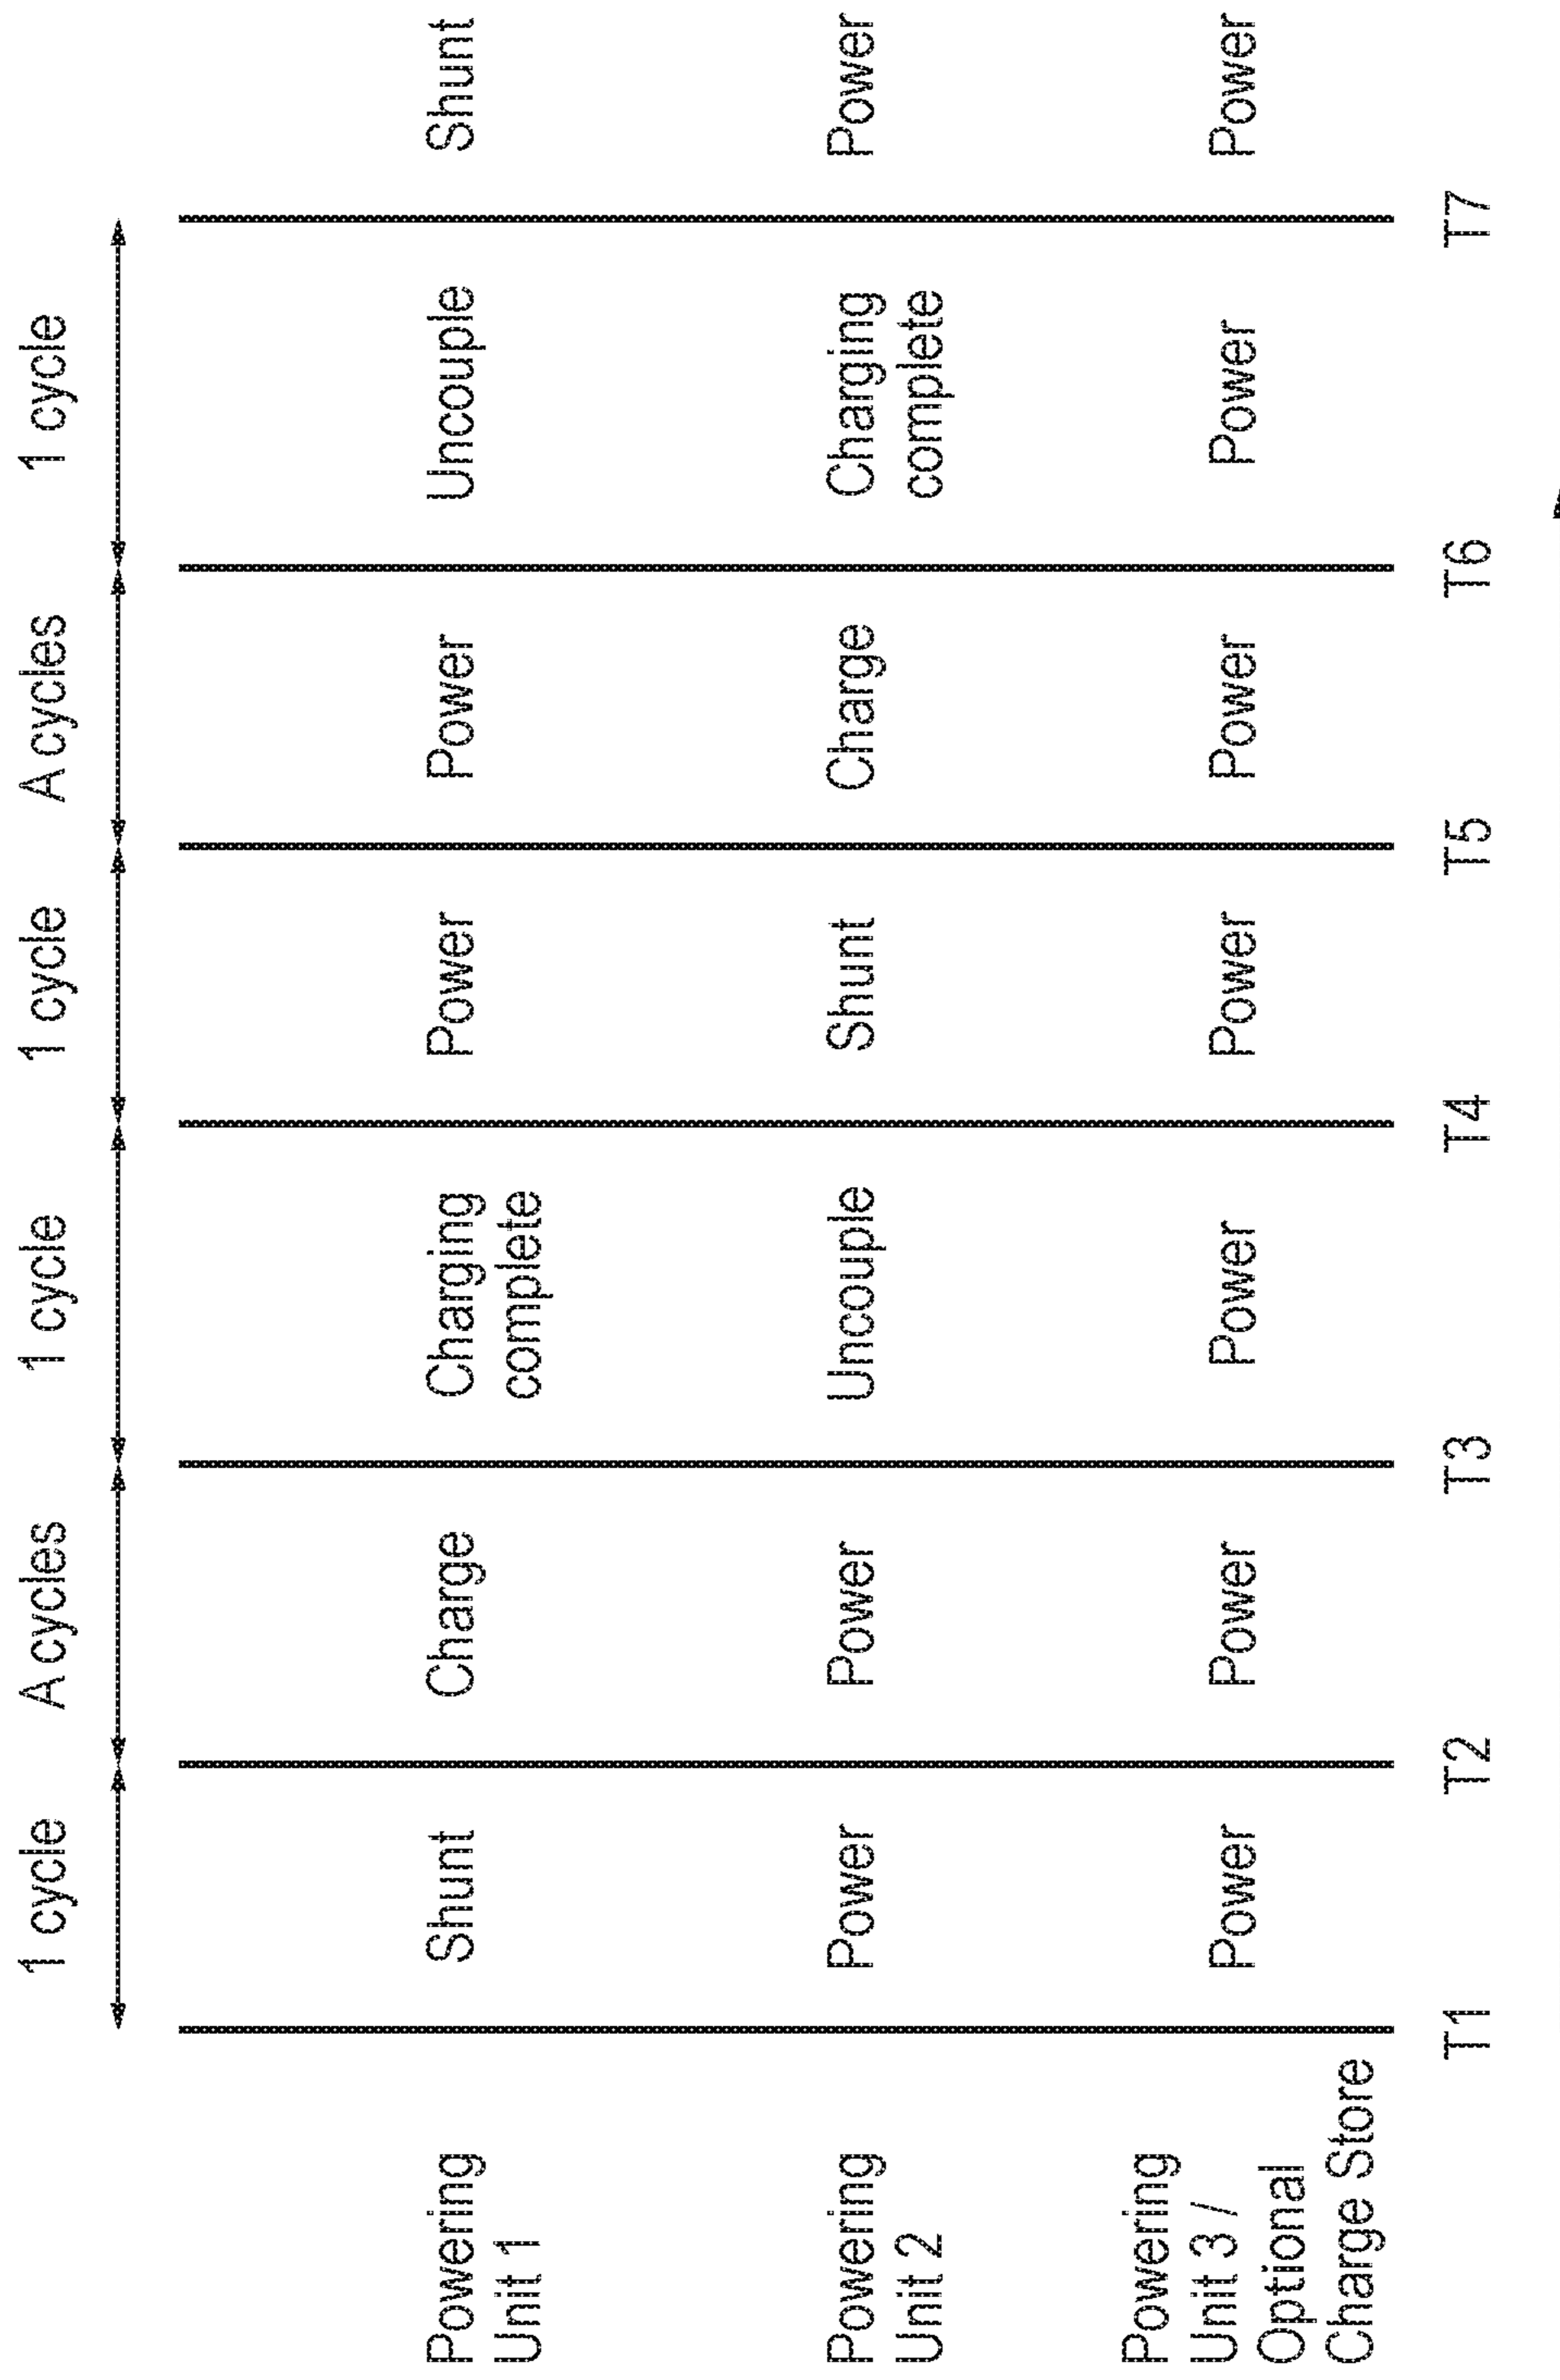 1 cycle
A cycles
1 cycle
1 cycle
A cycles
1 cycle
Powering
Unit 1
Shunt
Charge
Charging
complete
Power
Power
Uncouple
Shunt
Powering
Unit 2
Power
Power
Uncouple
Shunt
Charge
Charging
complete
Power
Powering
Unit 3 /
Optional
Charge Store
Power
Power
Power
Power
Power
Power
Power
T1
T2
T3
T4
T5
T6
T7